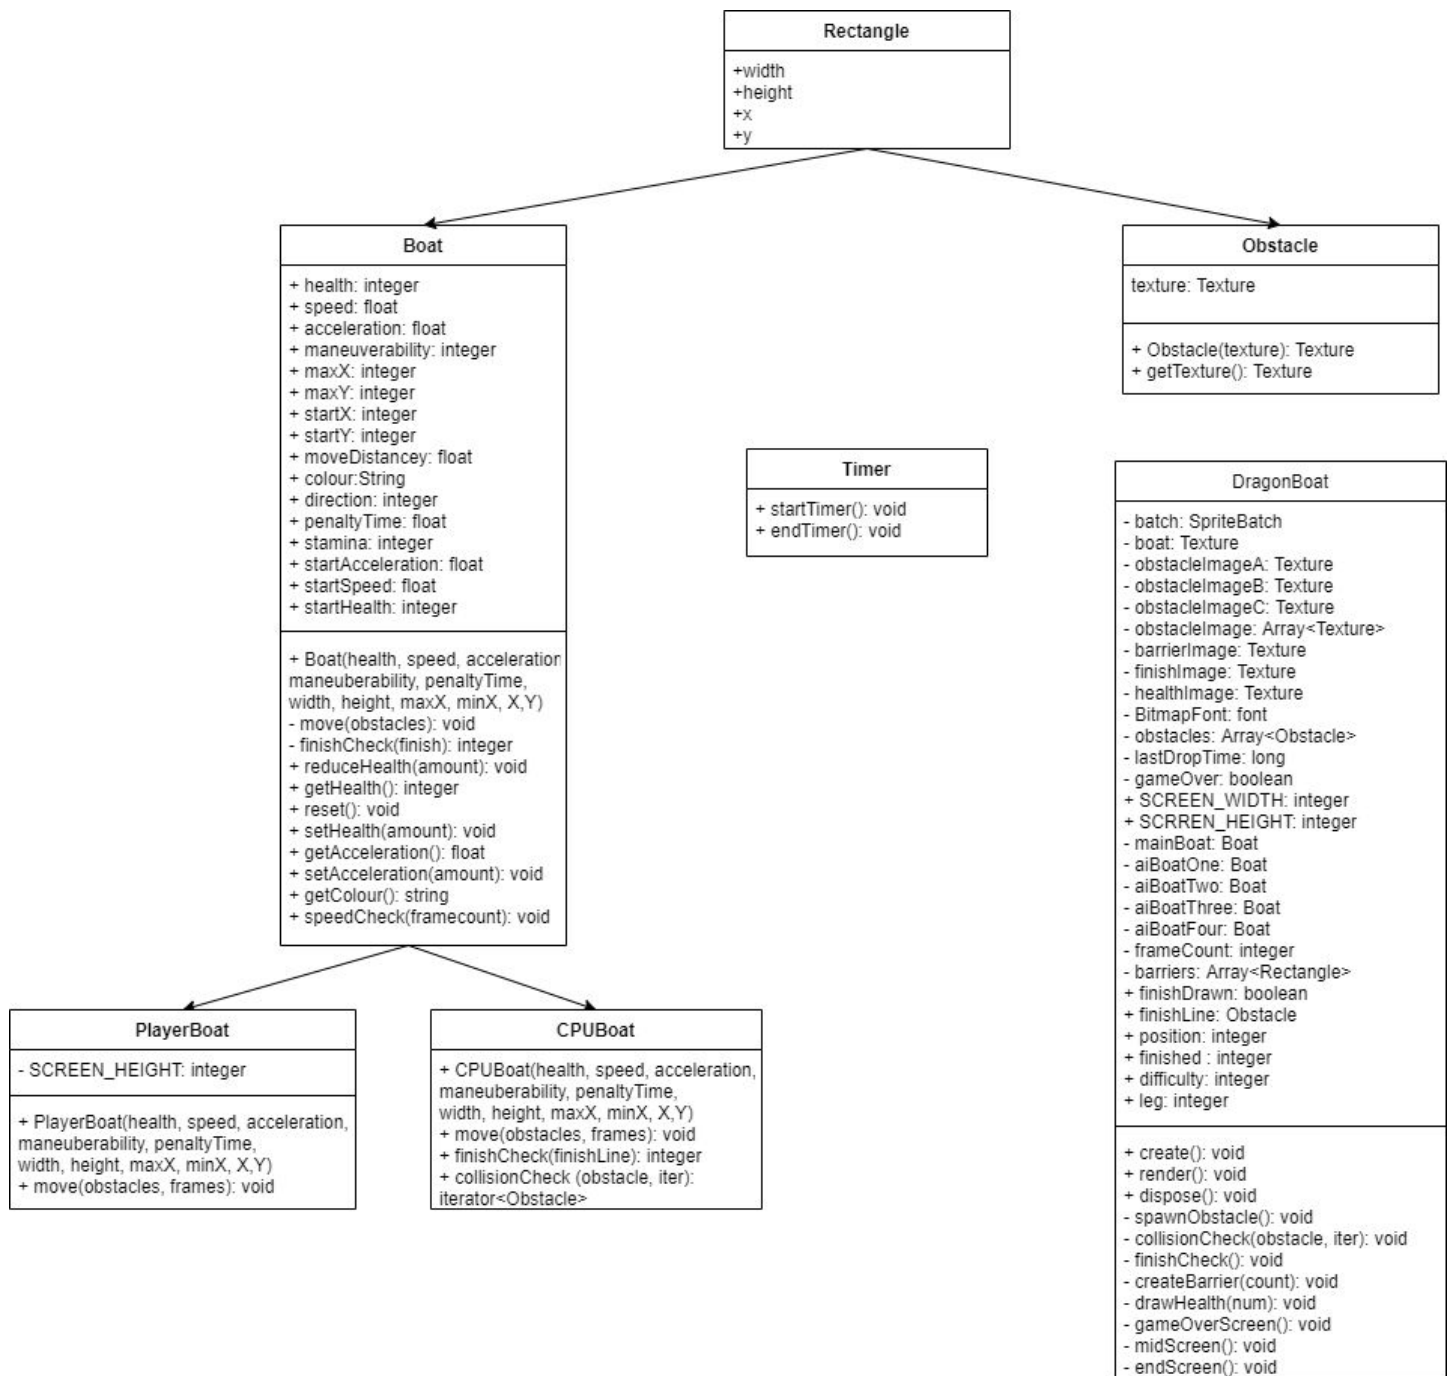 Rectangle
+width
+height
+x
+y
Boat
+ health: integer
+ speed: float
+ acceleration: float
+ maneuverability: integer
+ maxX: integer
+ maxY: integer
+ startX: integer
+ startY: integer
+ moveDistancey: float
+ colour:String
+ direction: integer
+ penaltyTime: float
+ stamina: integer
+ startAcceleration: float
+ startSpeed: float
+ startHealth: integer
+ Boat(health, speed, acceleration
maneuberability, penaltyTime,
width, height, maxX, minX, X,Y)
- move(obstacles): void
- finishCheck(finish): integer
+ reduceHealth(amount): void
+ getHealth(): integer
+ reset(): void
+ setHealth(amount): void
+ getAcceleration(): float
+ setAcceleration(amount): void
+ getColour(): string
+ speedCheck(framecount): void
Obstacle
texture: Texture
+ Obstacle(texture): Texture
+ getTexture(): Texture
Timer
+ startTimer(): void
+ endTimer(): void
DragonBoat
- batch: SpriteBatch
- boat: Texture
- obstacleImageA: Texture
- obstacleImageB: Texture
- obstacleImageC: Texture
- obstacleImage: Array<Texture>
- barrierImage: Texture
- finishImage: Texture
- healthImage: Texture
- BitmapFont: font
- obstacles: Array<Obstacle>
- lastDropTime: long
- gameOver: boolean
+ SCREEN_WIDTH: integer
+ SCRREN_HEIGHT: integer
- mainBoat: Boat
- aiBoatOne: Boat
- aiBoatTwo: Boat
- aiBoatThree: Boat
- aiBoatFour: Boat
- frameCount: integer
- barriers: Array<Rectangle>
+ finishDrawn: boolean
+ finishLine: Obstacle
+ position: integer
+ finished : integer
+ difficulty: integer
+ leg: integer
+ create(): void
+ render(): void
+ dispose(): void
- spawnObstacle(): void
- collisionCheck(obstacle, iter): void
- finishCheck(): void
- createBarrier(count): void
- drawHealth(num): void
- gameOverScreen(): void
- midScreen(): void
- endScreen(): void
PlayerBoat
- SCREEN_HEIGHT: integer
+ PlayerBoat(health, speed, acceleration,
maneuberability, penaltyTime,
width, height, maxX, minX, X,Y)
+ move(obstacles, frames): void
CPUBoat
+ CPUBoat(health, speed, acceleration,
maneuberability, penaltyTime,
width, height, maxX, minX, X,Y)
+ move(obstacles, frames): void
+ finishCheck(finishLine): integer
+ collisionCheck (obstacle, iter):
iterator<Obstacle>